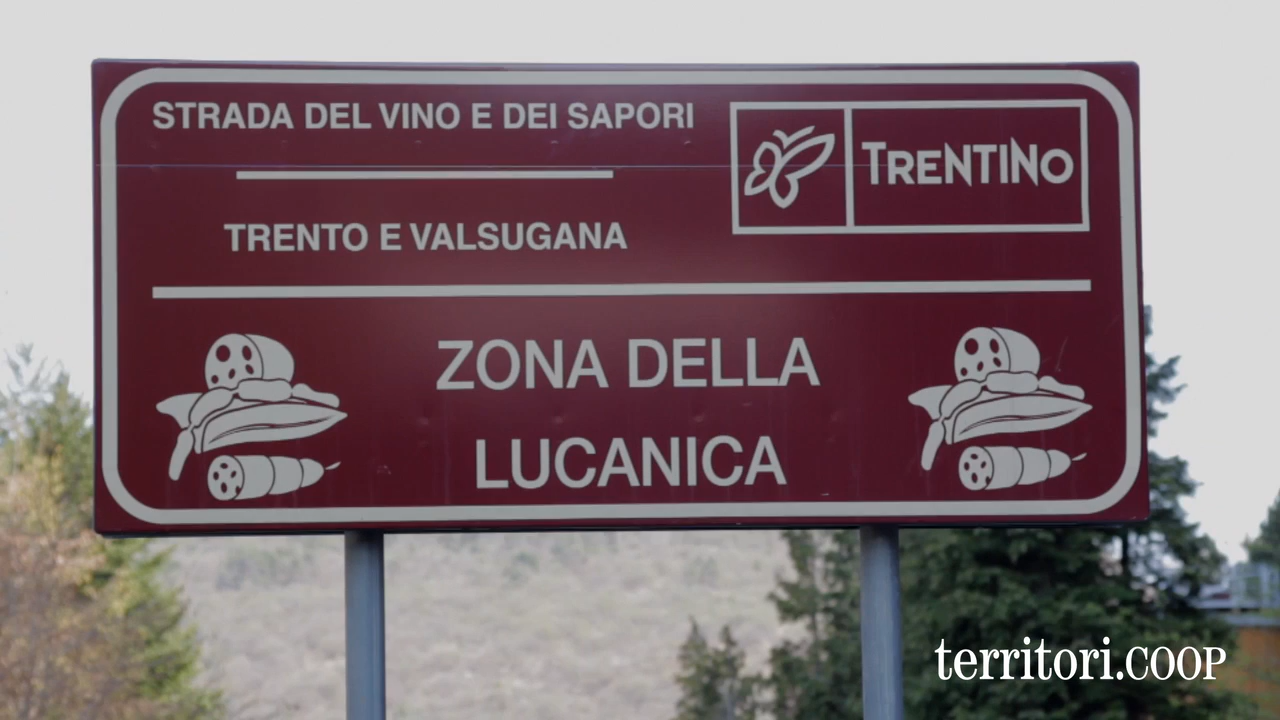 STRADA DEL VINO E DEI SAPORI
TRENTINO
TRENTO E VALSUGANA
ZONA DELLA
LUCANICA
territori.COOP